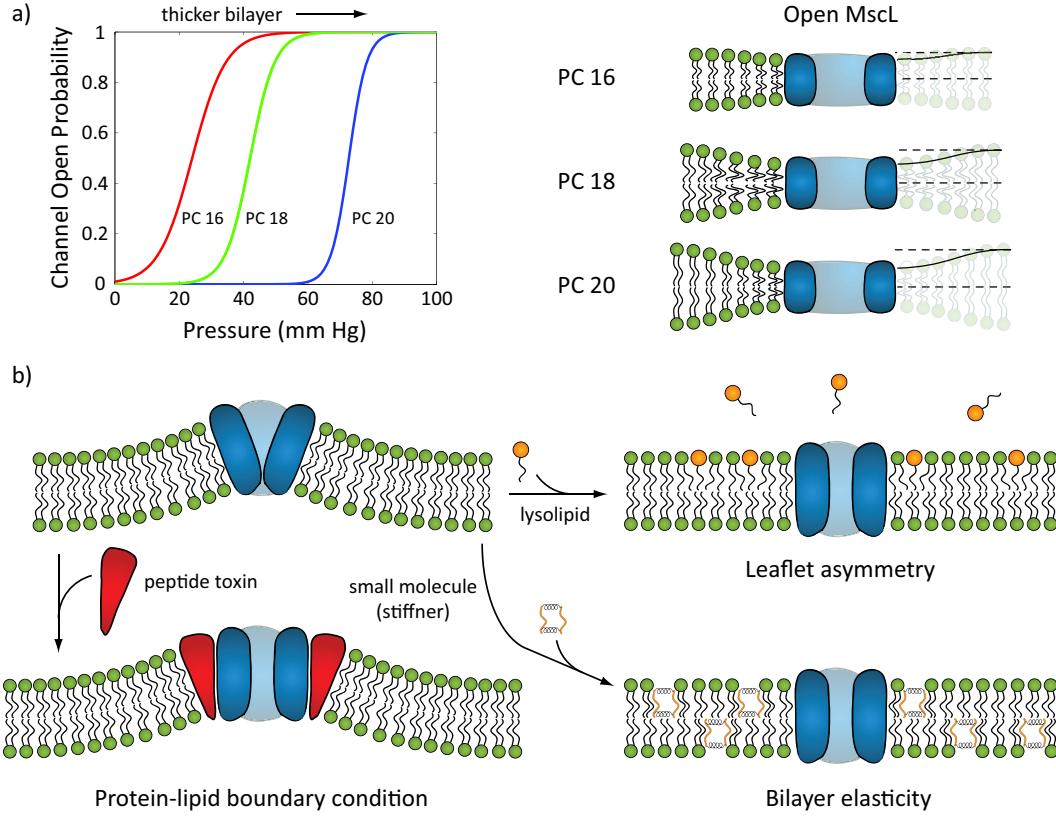 a)
thicker bilayer
Channel Open Probability
1
0.8
0.6
0.4
0.2
0
PC 16
PC 18
PC 20
0
20
40
60
80
100
Pressure (mm Hg)
Open MscL
PC 16
PC 18
PC 20
b)
lysolipid
Leaflet asymmetry
peptide toxin
small molecule
(stiffner)
Protein-lipid boundary condition
Bilayer elasticity